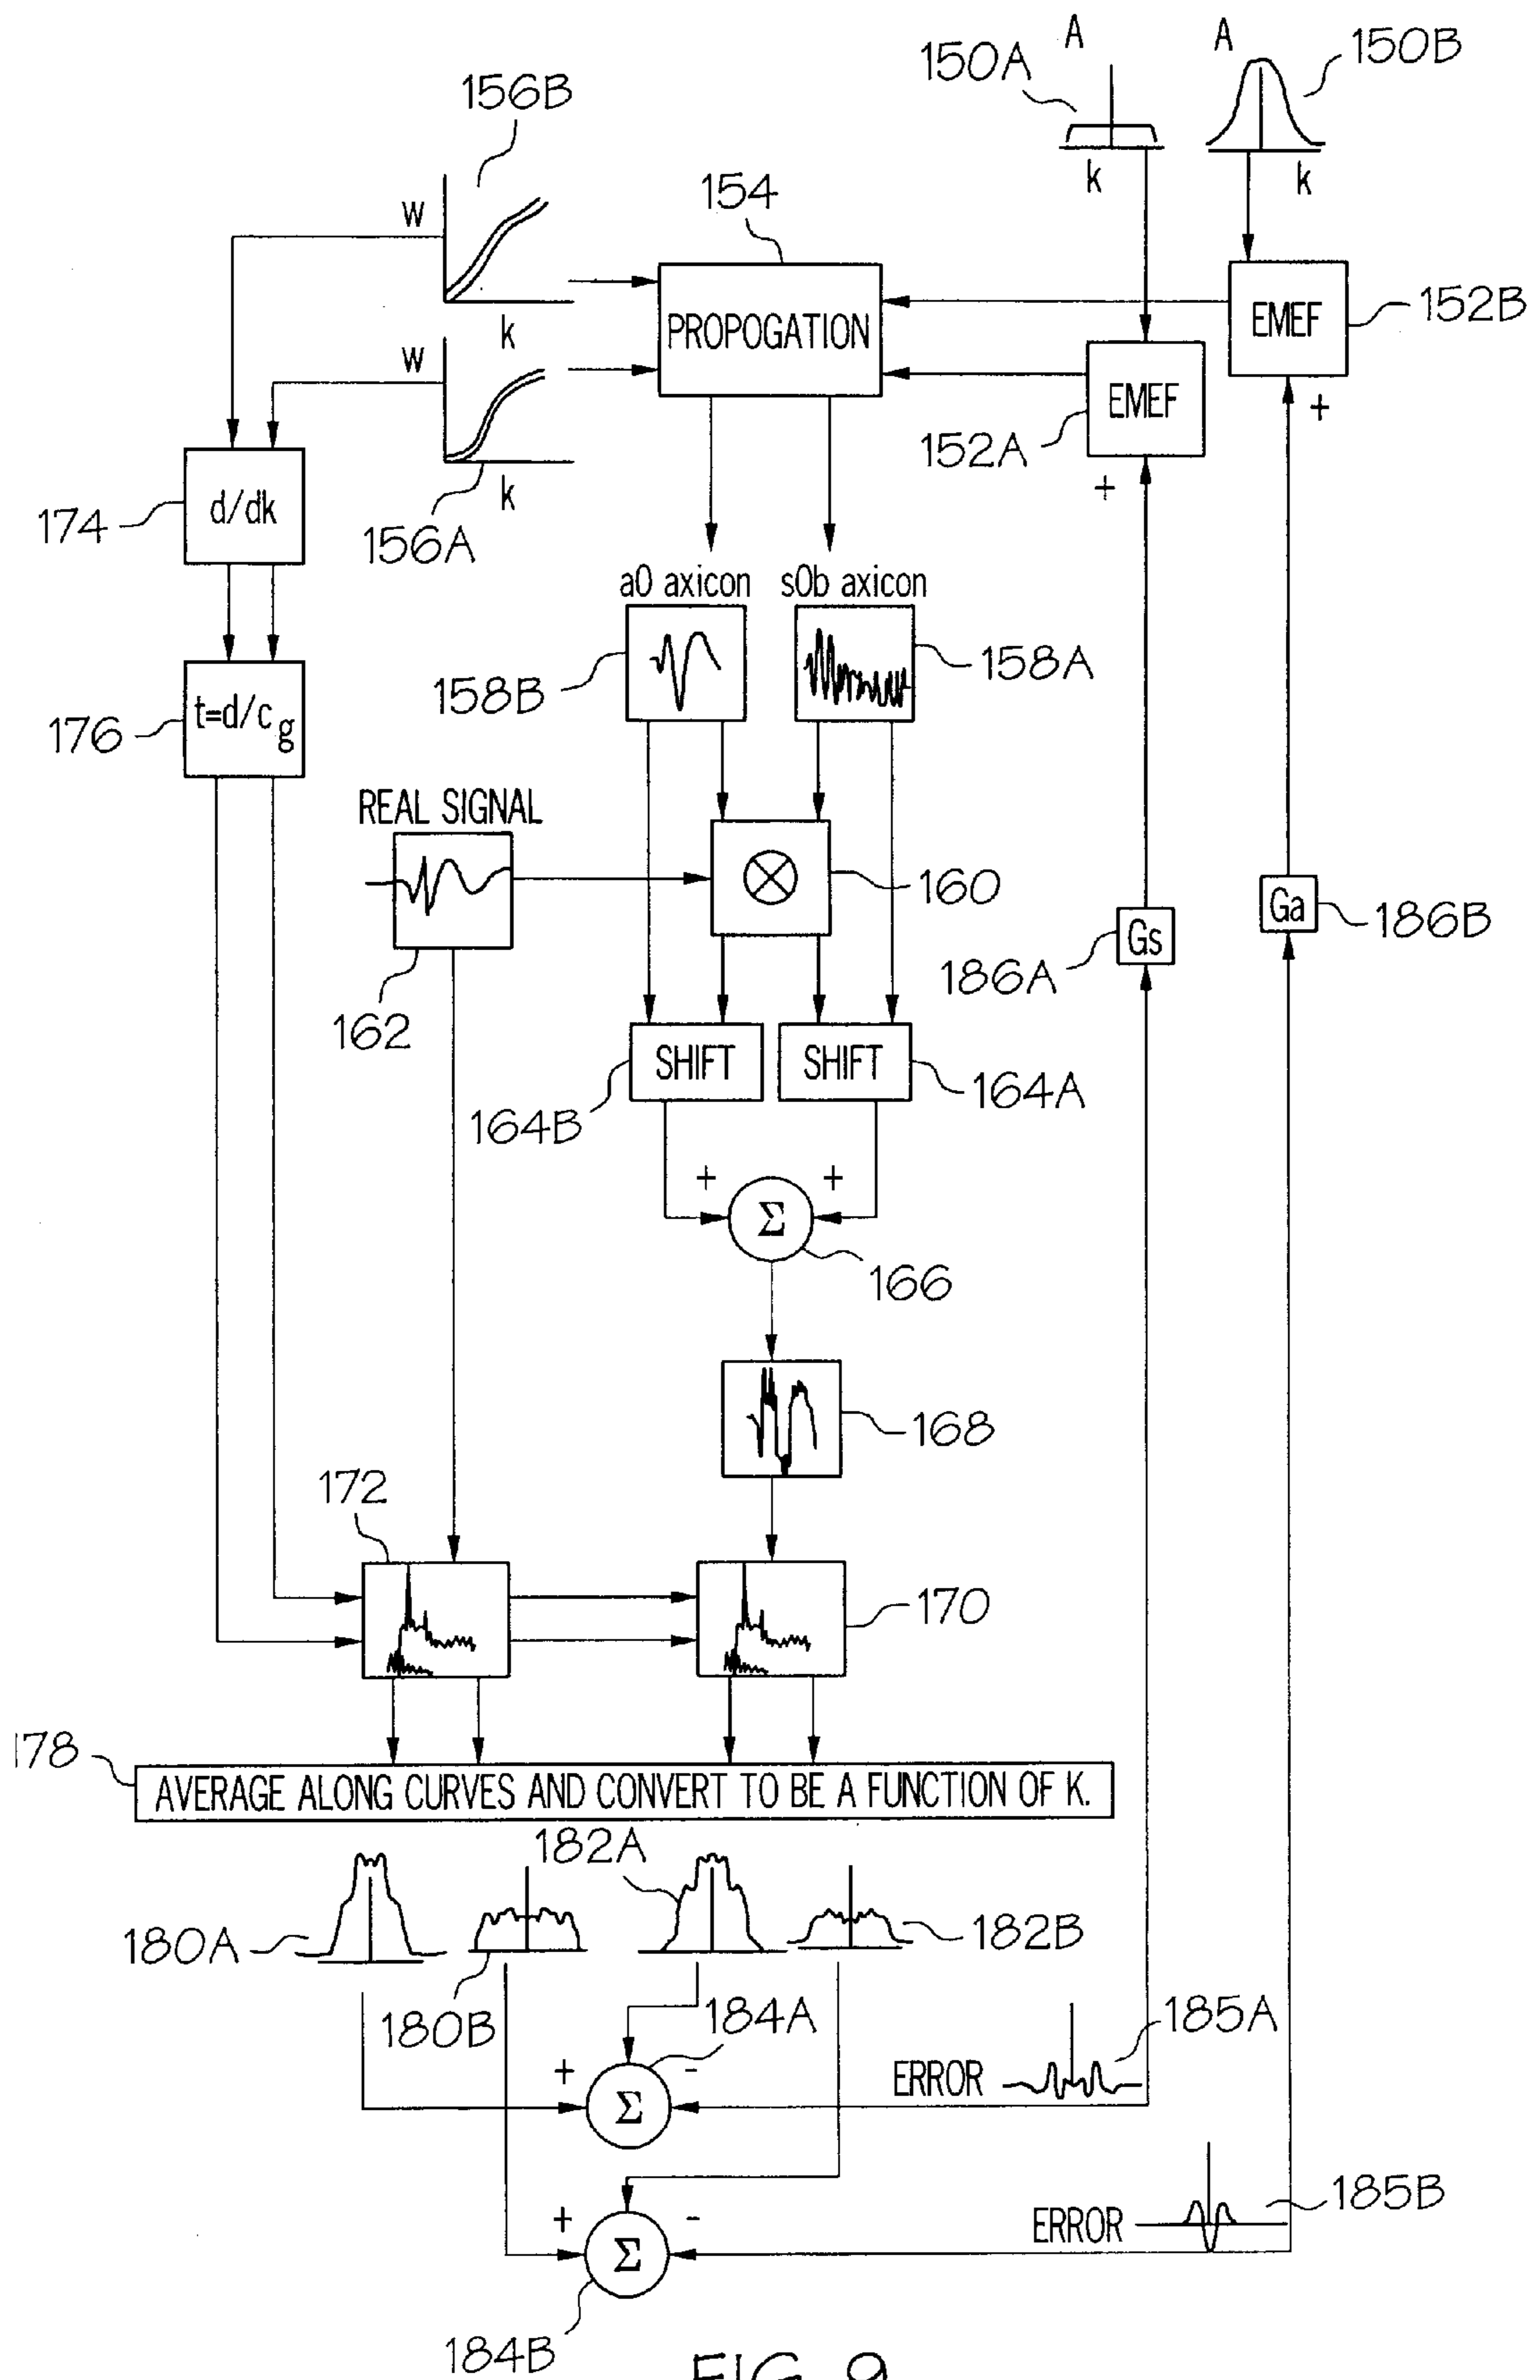 A
A
150A
150B
156B
k
k
154
w
PROPOGATION
EMEF
152B
k
w
EMEF
+
152A
+
174
d/dk
156A
k
a0 axicon
s0b axicon
158B
158A
176
t=d/cg
REAL SIGNAL
160
Ga
186B
Gs
186A
162
SHIFT
SHIFT
164A
164B
+
+
Σ
166
168
172
170
178
AVERAGE ALONG CURVES AND CONVERT TO BE A FUNCTION OF K.
182A
180A
182B
180B
184A
185A
+
-
ERROR
Σ
185B
+
-
ERROR
Σ
184B
FIG. 9